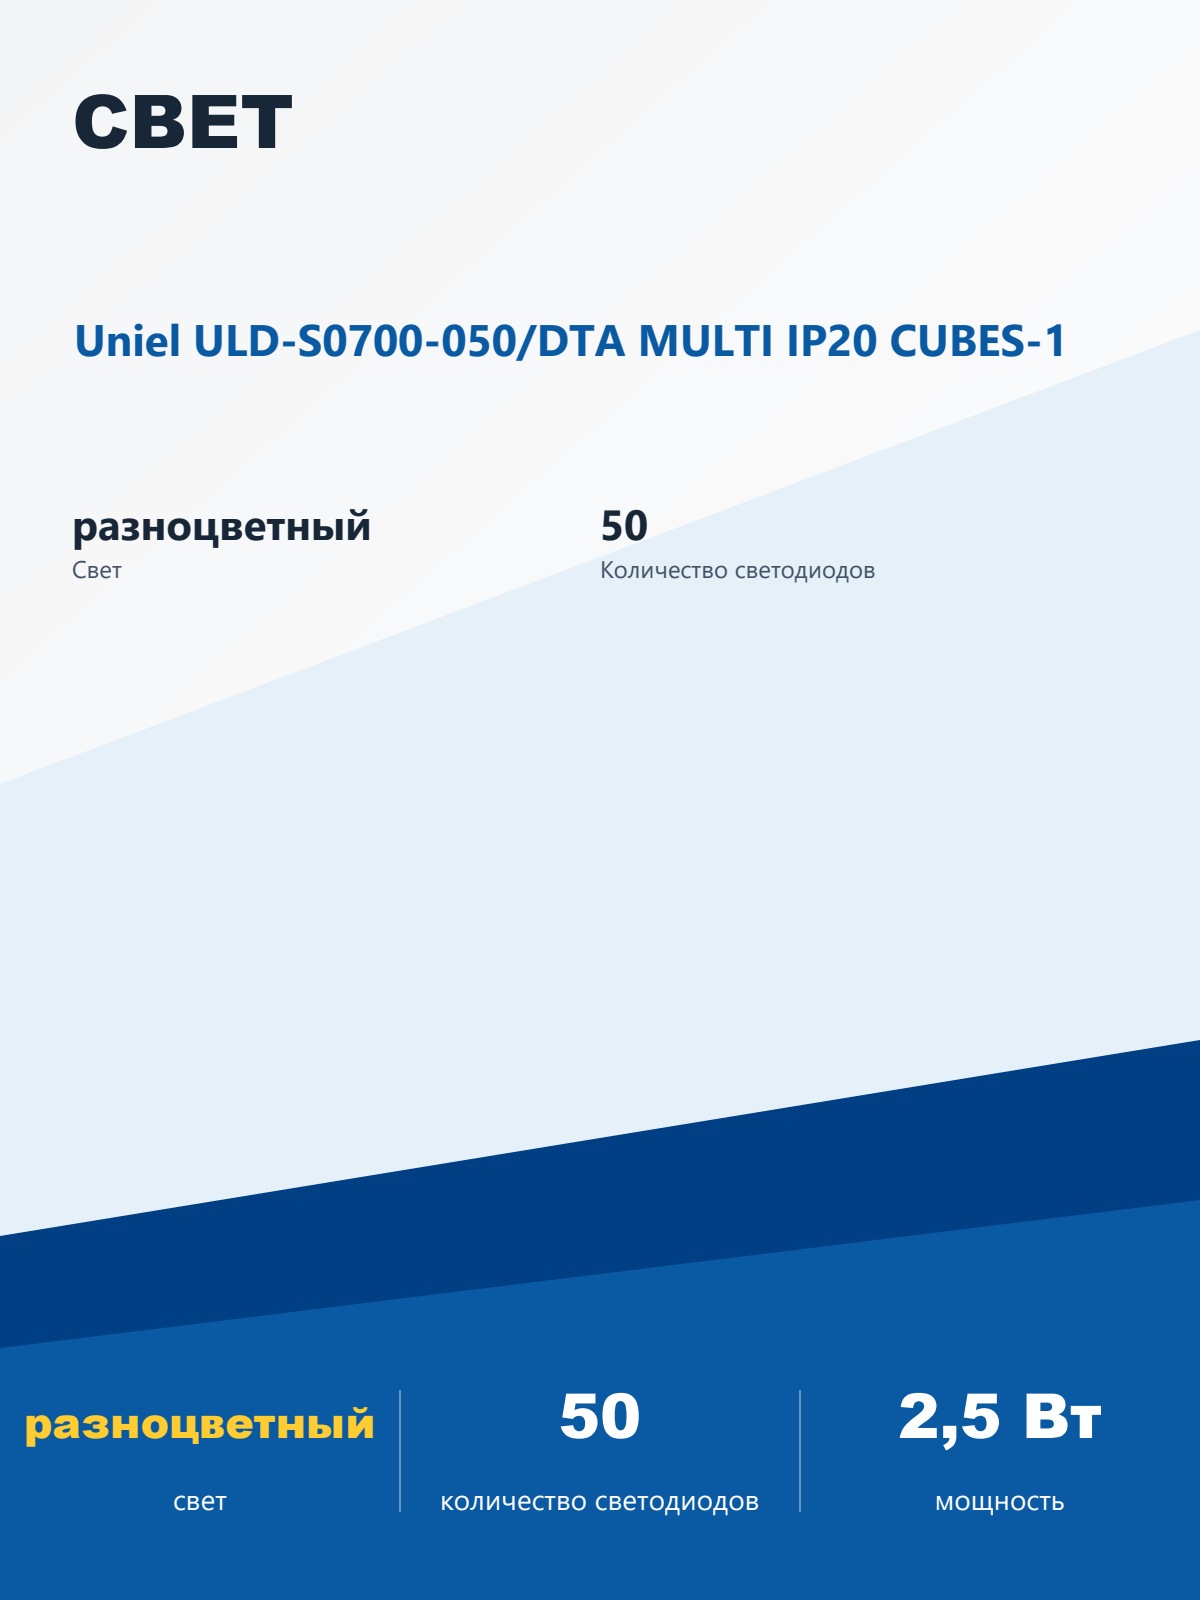 СВЕТ
Uniel ULD-S0700-050/DTA MULTI IP20 CUBES-1
разноцветный
Свет
50
Количество светодиодов
разноцветный
свет
50
количество светодиодов
2,5 Вт
мощность